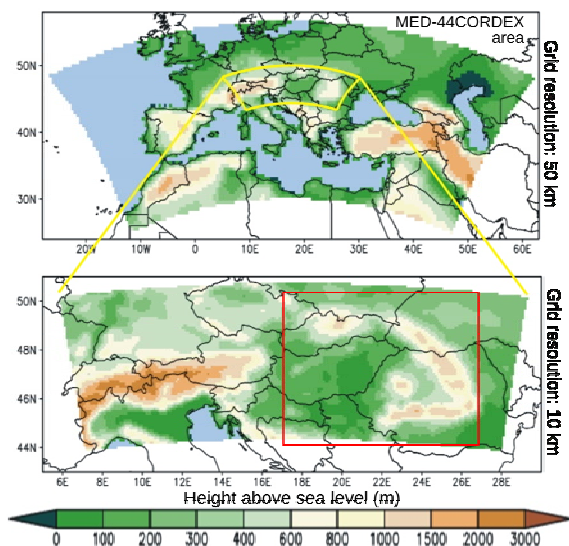 MED-44CORDEX
area
50N
40N
30N
20W 10W 0 10E 20E 30E 40E 50E 60E
Grid resolution: 50 km
50N
48N
46N
44N
6E 8E 10E 12E 14E 16E 18E 20E 22E 24E 26E 28E
Grid resolution: 10 km
Height above sea level (m)
0 100 200 300 400 600 800 1000 1500 2000 3000